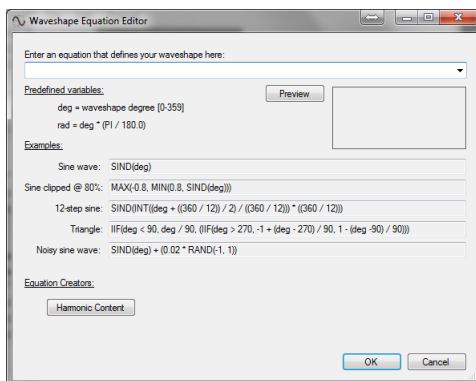 Waveshape Equation Editor
Enter an equation that defines your waveshape here:
Predefined variables:
Preview
deg = waveshape degree [0-359]
rad = deg * (PI / 180.0)
Examples:
Sine wave: SIND(deg)
Sine clipped @ 80%: MAX(-0.8, MIN(0.8, SIND(deg)))
12-step sine: SIND(INT((deg + ((360 / 12)) / 2) / ((360 / 12))) * ((360 / 12)))
Triangle: IIF(deg < 90, deg / 90, (IIF(deg > 270, -1 + (deg - 270) / 90, 1 - (deg -90) / 90)))
Noisy sine wave: SIND(deg) + (0.02 * RAND(-1, 1))
Equation Creators:
Harmonic Content
OK Cancel